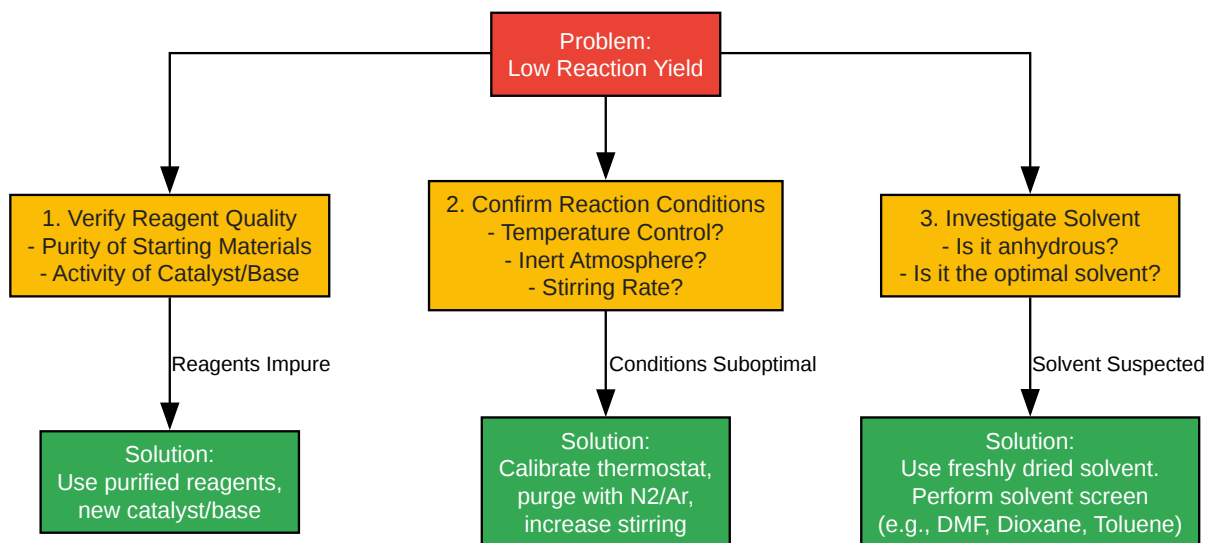 Problem:
Low Reaction Yield
1. Verify Reagent Quality
- Purity of Starting Materials
- Activity of Catalyst/Base
2. Confirm Reaction Conditions
- Temperature Control?
- Inert Atmosphere?
- Stirring Rate?
3. Investigate Solvent
- Is it anhydrous?
- Is it the optimal solvent?
Reagents Impure
Conditions Suboptimal
Solvent Suspected
Solution:
Use purified reagents,
new catalyst/base
Solution:
Calibrate thermostat,
purge with N2/Ar,
increase stirring
Solution:
Use freshly dried solvent.
Perform solvent screen
(e.g., DMF, Dioxane, Toluene)